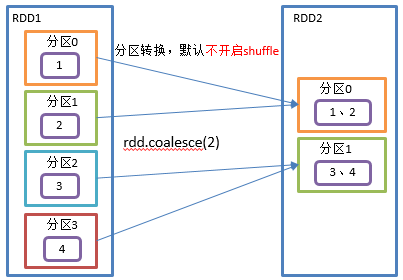 RDD1
分区0
1
分区1
2
分区2
3
分区3
4
分区转换，默认不开启shuffle
rdd.coalesce(2)
RDD2
分区0
1、2
分区1
3、4